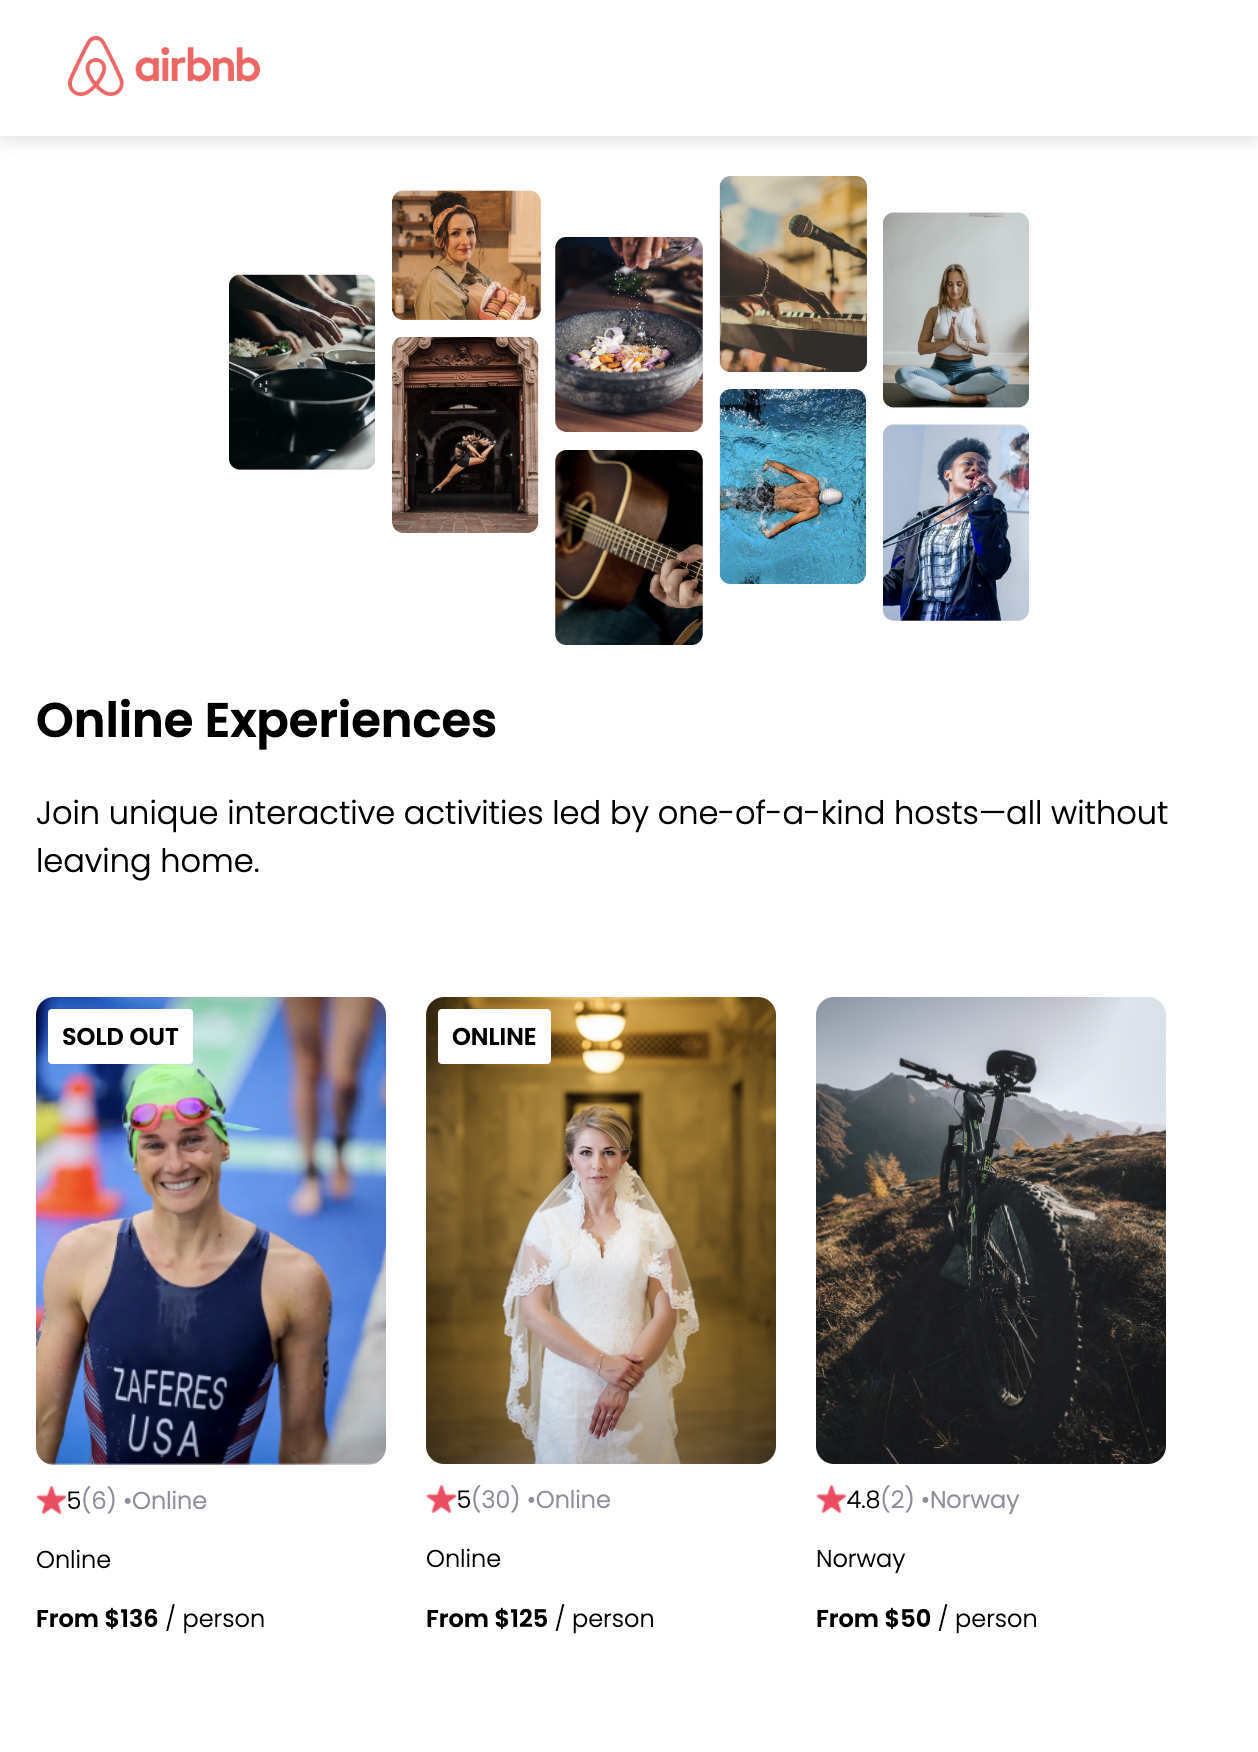 airbnb
Online Experiences
Join unique interactive activities led by one-of-a-kind hosts—all without
leaving home.
SOLD OUT
ZAFERES
USA
5(6) •Online
Online
From $136 / person
ONLINE
5(30) •Online
Online
From $125 / person
4.8(2) •Norway
Norway
From $50 / person